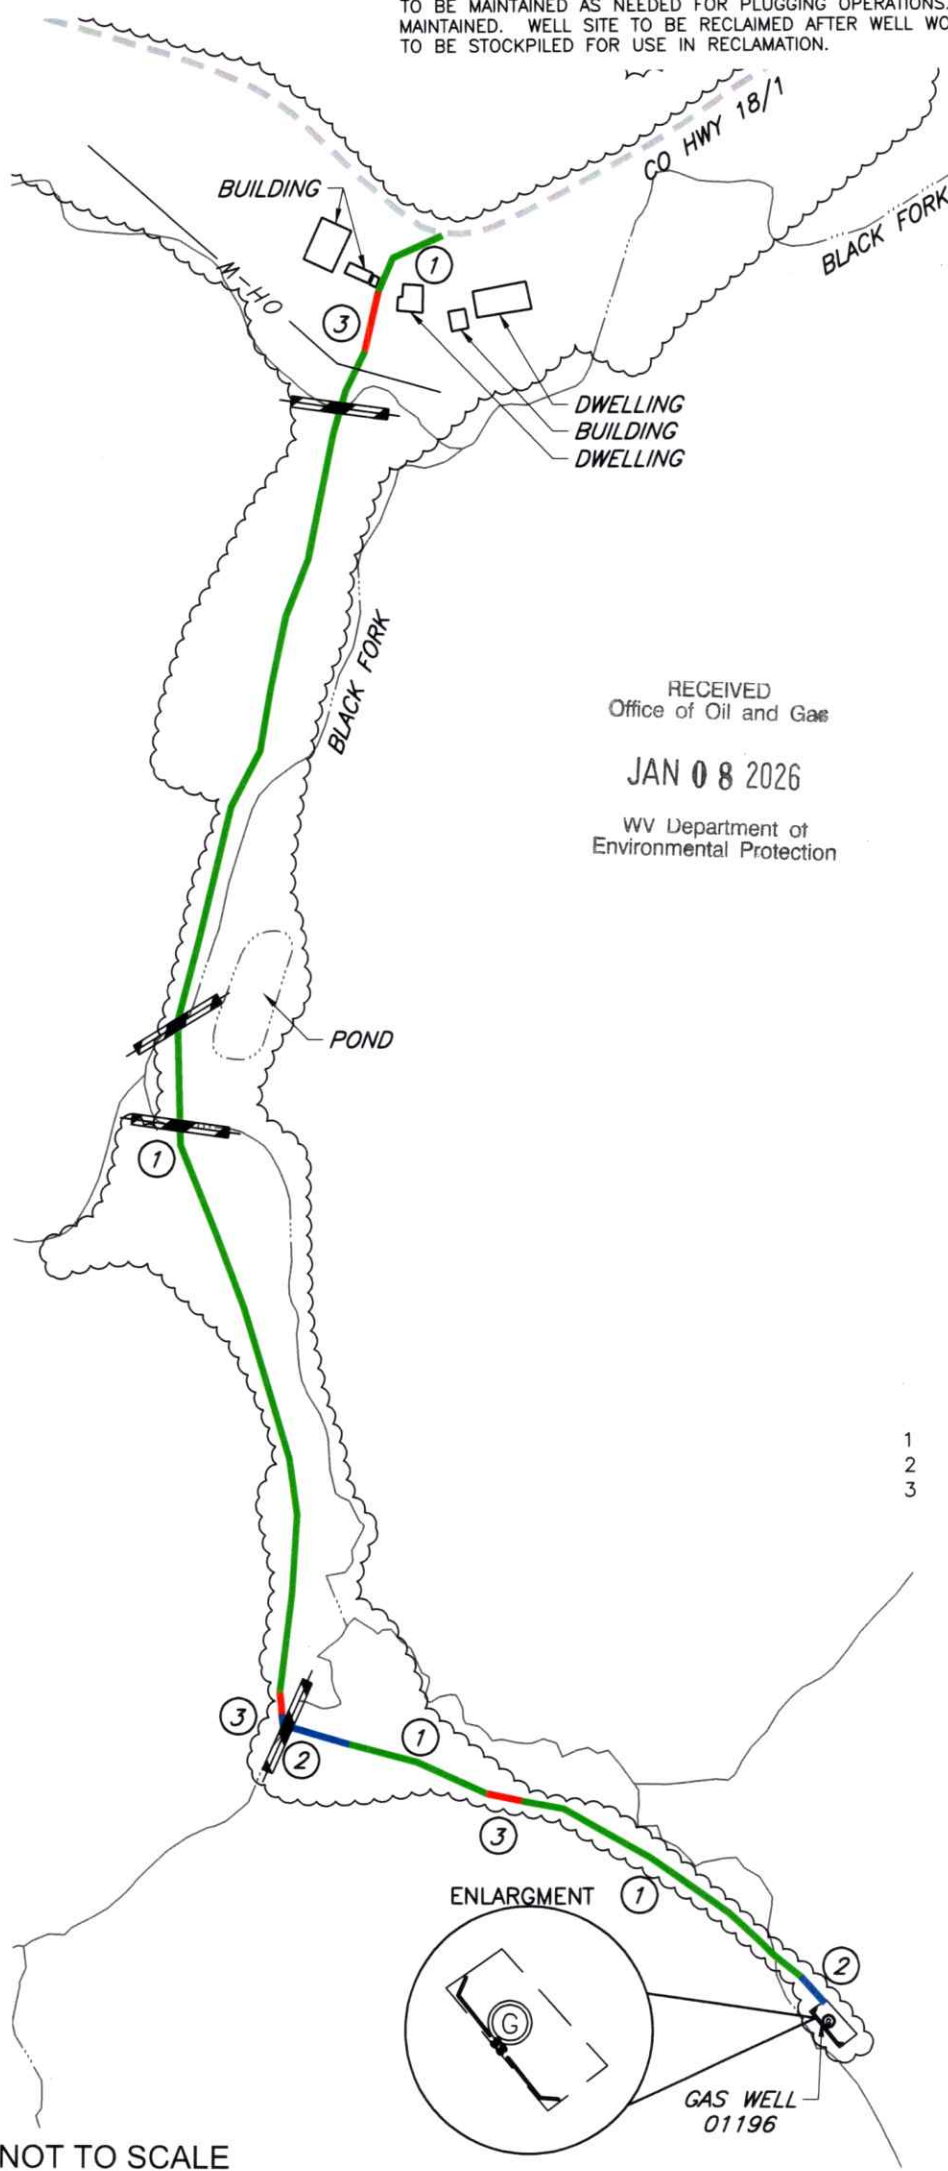 TO BE MAINTAINED AS NEEDED FOR PLUGGING OPERATIONS.
MAINTAINED. WELL SITE TO BE RECLAIMED AFTER WELL WO
TO BE STOCKPILED FOR USE IN RECLAMATION.
CO HWY 18/1
BUILDING
BLACK FORK
1
M-HO
3
DWELLING
BUILDING
DWELLING
BLACK FORK
RECEIVED
Office of Oil and Gas
JAN 08 2026
WV Department of
Environmental Protection
POND
1
1
2
3
3
2
1
3
ENLARGMENT
1
2
G
GAS WELL
01196
NOT TO SCALE